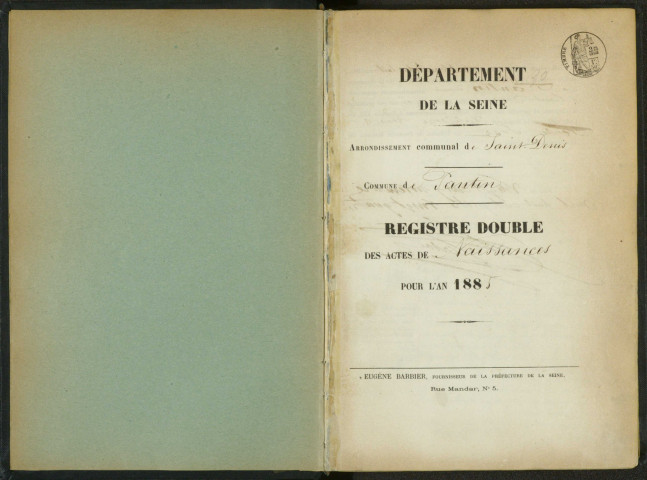 DÉPARTEMENT
DE LA SEINE
ARRONDISSEMENT communal de Saint-Denis
COMMUNE de Pantin
REGISTRE DOUBLE
DES ACTES DE Naissances
POUR L'AN 188
EUGÈNE BARBIER, FOURNISSEUR DE LA PRÉFECTURE DE LA SEINE,
Rue Mandar, N° 5.